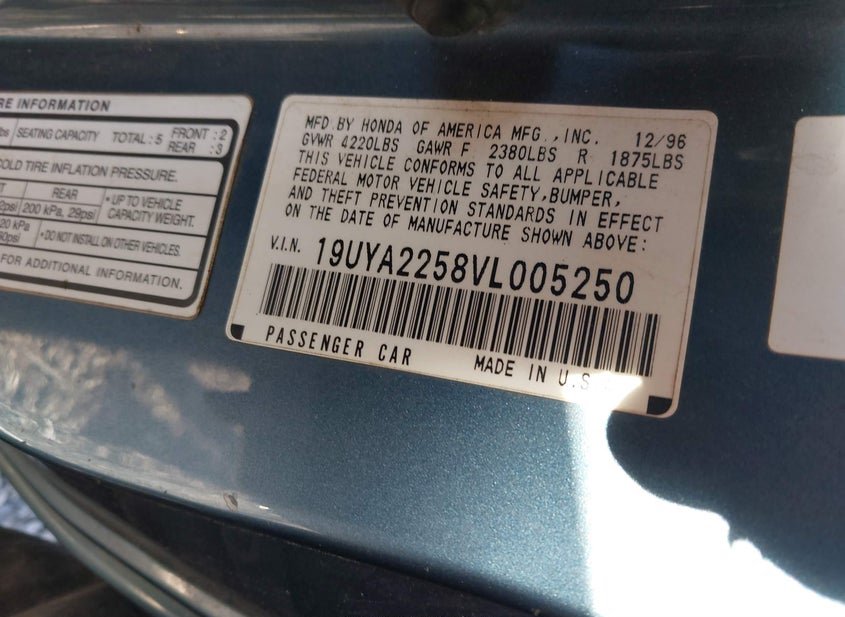 RE INFORMATION
SEATING CAPACITY TOTAL : 5 FRONT : 2
REAR : 3
COLD TIRE INFLATION PRESSURE.
REAR
200 kPa, 29psi
• UP TO VEHICLE
CAPACITY WEIGHT.
• DO NOT INSTALL ON OTHER VEHICLES.
FOR ADDITIONAL INFORMATION.
MFD. BY HONDA OF AMERICA MFG., INC. 12/96
GVWR 4220LBS GAWR F 2380LBS R 1875LBS
THIS VEHICLE CONFORMS TO ALL APPLICABLE
FEDERAL MOTOR VEHICLE SAFETY, BUMPER,
AND THEFT PREVENTION STANDARDS IN EFFECT
ON THE DATE OF MANUFACTURE SHOWN ABOVE:
V.I.N. 19UYA2258VL005250
PASSENGER CAR MADE IN U.S